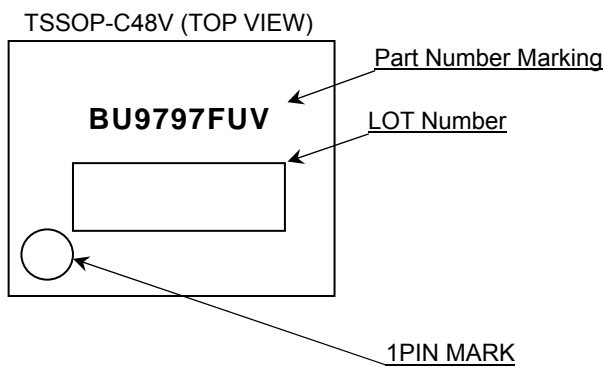 TSSOP-C48V (TOP VIEW)
Part Number Marking
BU9797FUV
LOT Number
1PIN MARK